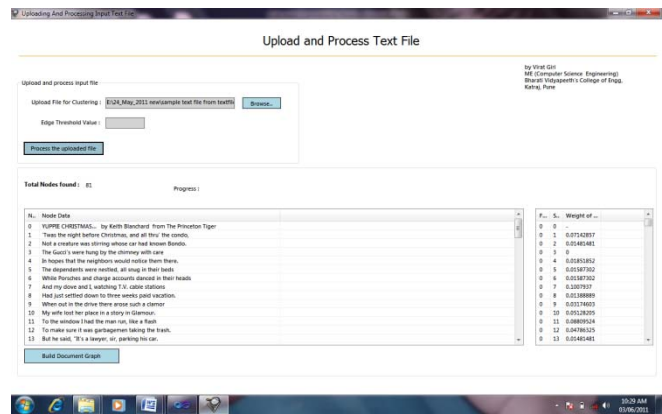 Uploading And Processing Input Text File
Upload and Process Text File
by Virat Giri
ME (Computer Science Engineering)
Bharati Vidyapeeth's College of Engg,
Katraj, Pune
Upload and process input file
Upload File for Clustering : E:\24_May_2011 new\sample text file from textfile Browse..
Edge Threshold Value :
Process the uploaded file
Total Nodes found : 81
Progress :
N.. Node Data
0 YUPPIE CHRISTMAS... by Keith Blanchard from The Princeton Tiger
1 'Twas the night before Christmas, and all thru' the condo,
2 Not a creature was stirring whose car had known Bondo.
3 The Gucci's were hung by the chimney with care
4 In hopes that the neighbors would notice them there.
5 The dependents were nestled, all snug in their beds
6 While Porsches and charge accounts danced in their heads
7 And my dove and I, watching T.V. cable stations
8 Had just settled down to three weeks paid vacation.
9 When out in the drive there arose such a clamor
10 My wife lost her place in a story in Glamour.
11 To the window I had the man run, like a flash
12 To make sure it was garbagemen taking the trash.
13 But he said, "It's a lawyer, sir, parking his car.
F... S.. Weight of ...
0 0 -
0 1 0.07142857
0 2 0.01481481
0 3 0
0 4 0.01851852
0 5 0.01587302
0 6 0.01587302
0 7 0.1007937
0 8 0.01388889
0 9 0.03174603
0 10 0.05128205
0 11 0.08809524
0 12 0.04786325
0 13 0.01481481
Build Document Graph
10:29 AM
03/06/2011